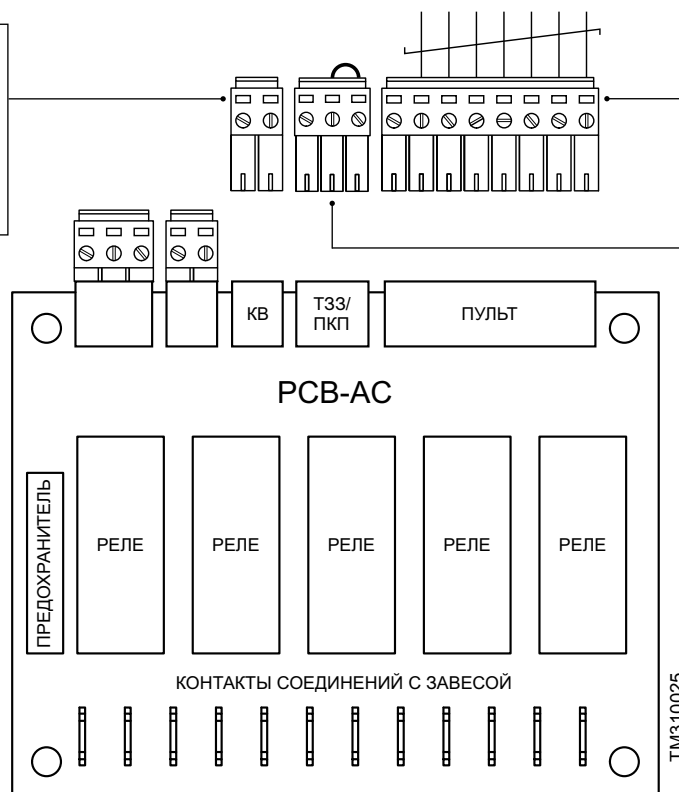 КВ
ТЗЗ/
ПКП
ПУЛЬТ
PCB-AC
ПРЕДОХРАНИТЕЛЬ
РЕЛЕ
РЕЛЕ
РЕЛЕ
РЕЛЕ
РЕЛЕ
КОНТАКТЫ СОЕДИНЕНИЙ С ЗАВЕСОЙ
TM310025